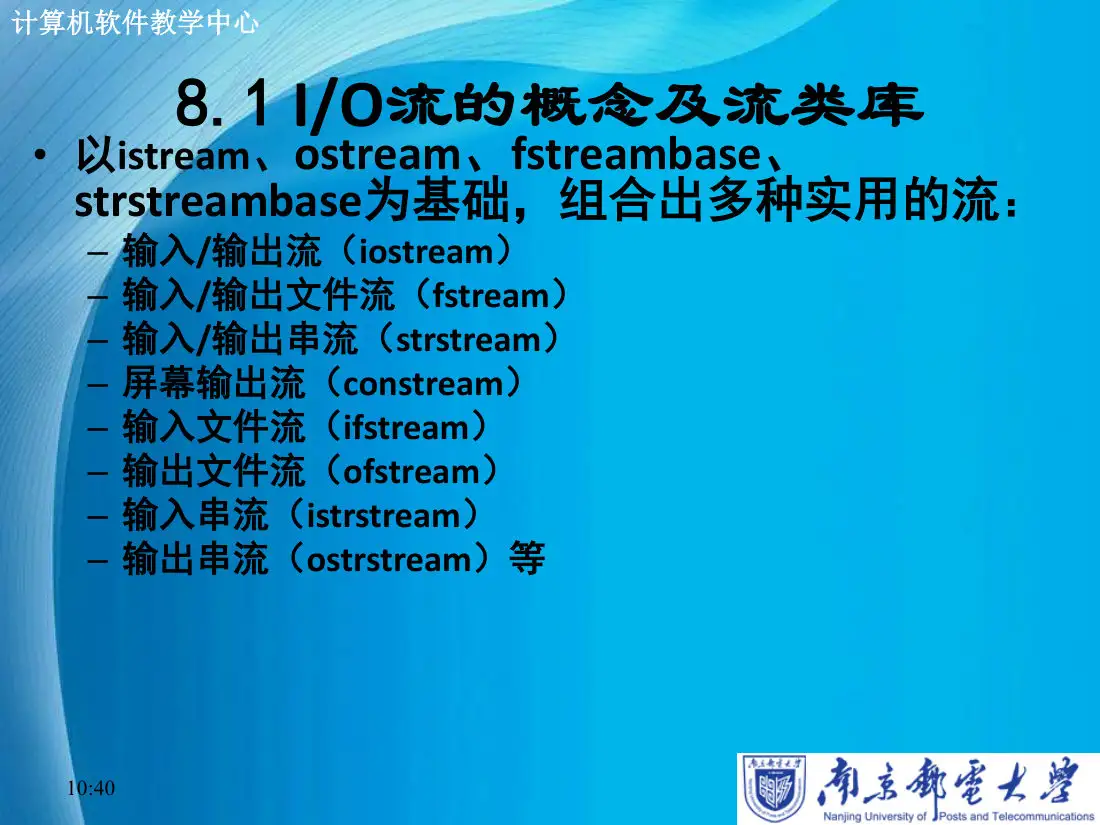 计算机软件教学中心
8.1 I/O流的概念及流类库
• 以istream、ostream、fstreambase、
strstreambase为基础，组合出多种实用的流：
– 输入/输出流（iostream）
– 输入/输出文件流（fstream）
– 输入/输出串流（strstream）
– 屏幕输出流（constream）
– 输入文件流（ifstream）
– 输出文件流（ofstream）
– 输入串流（istrstream）
– 输出串流（ostrstream）等
10:40
南京邮电大学
Nanjing University of Posts and Telecommunications